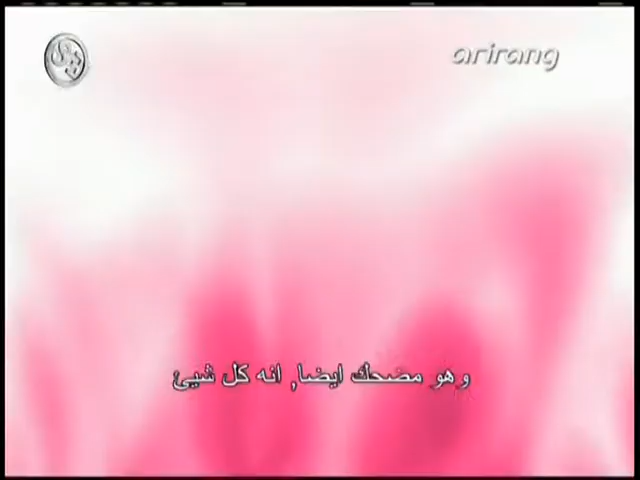 arirang
وهو مضحك ايضا, انه كل شيئ